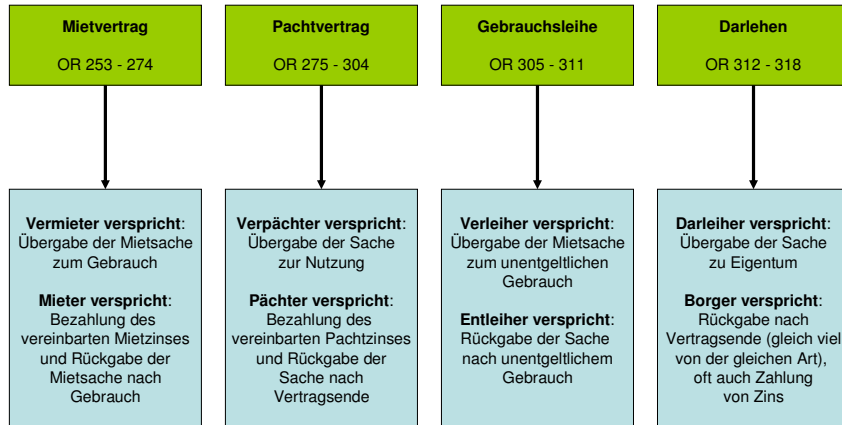 Mietvertrag
OR 253 - 274
Pachtvertrag
OR 275 - 304
Gebrauchsleihe
OR 305 - 311
Darlehen
OR 312 - 318
Vermieter verspricht:
Übergabe der Mietsache
zum Gebrauch
Mieter verspricht:
Bezahlung des
vereinbarten Mietzinses
und Rückgabe der
Mietsache nach
Gebrauch
Verpächter verspricht:
Übergabe der Sache
zur Nutzung
Pächter verspricht:
Bezahlung des
vereinbarten Pachtzinses
und Rückgabe der
Sache nach
Vertragsende
Verleiher verspricht:
Übergabe der Mietsache
zum unentgeltlichen
Gebrauch
Entleiher verspricht:
Rückgabe der Sache
nach unentgeltlichem
Gebrauch
Darleiher verspricht:
Übergabe der Sache
zu Eigentum
Borger verspricht:
Rückgabe nach
Vertragsende (gleich viel
von der gleichen Art),
oft auch Zahlung
von Zins